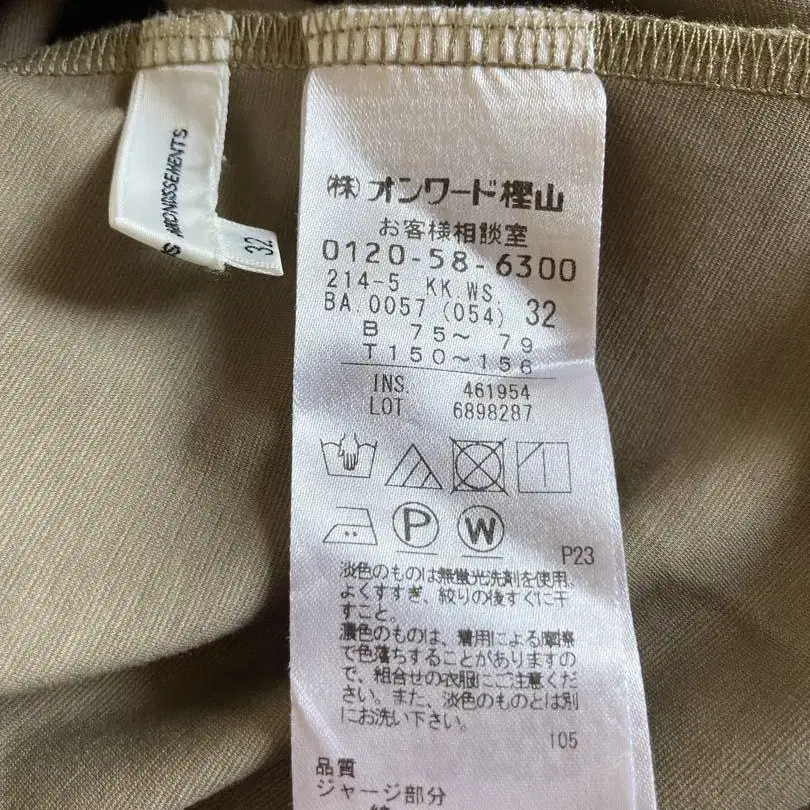 ARRONDISSEMENTS
32
(株)オンワード樫山
お客様相談室
0120-58-6300
214-5 KK.WS.
BA.0057 (054) 32
B 75〜 79
T150〜156
INS. 461954
LOT 6898287
P
W
P23
淡色のものは無蛍光洗剤を使用、
よくすすぎ、絞りの後すぐに干
すこと。
濃色のものは、着用による摩擦
で色落ちすることがありますの
で、組合せの衣服にご注意くだ
さい。また、淡色のものとは別
にお洗い下さい。
105
品質
ジャージ部分